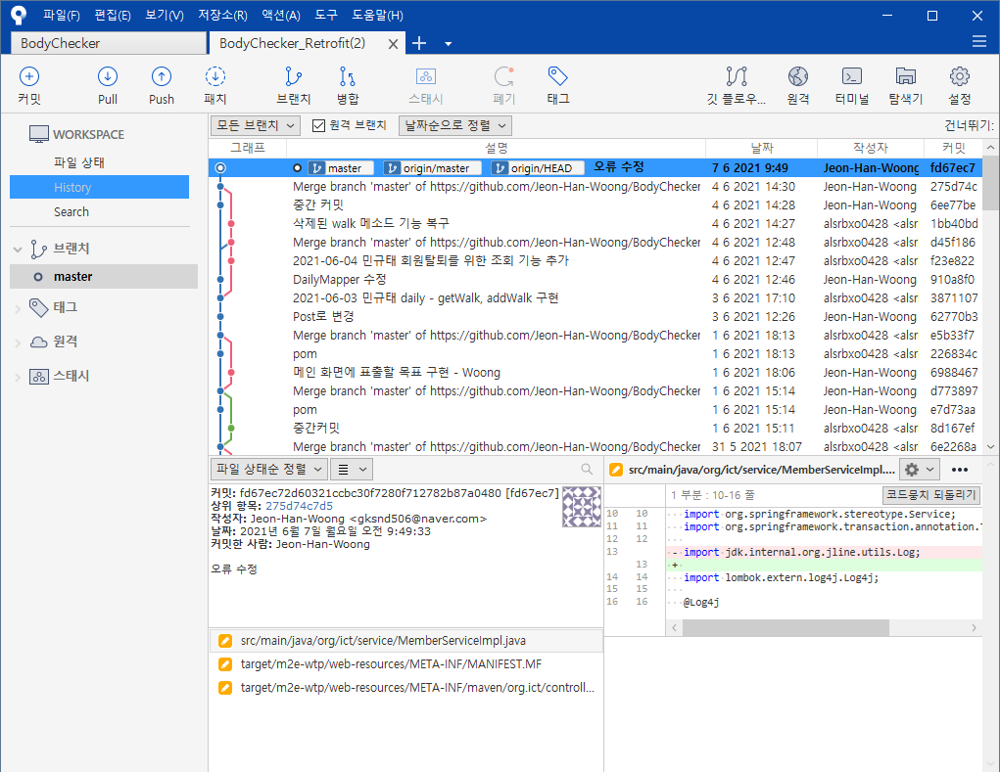 파일(F) 편집(E) 보기(V) 저장소(R) 액션(A) 도구 도움말(H)
BodyChecker BodyChecker_Retrofit(2)
커밋 Pull Push 패치 브랜치 병합 스태시 폐기 태그 깃 플로우... 원격 터미널 탐색기 설정
WORKSPACE
파일 상태
History
Search
브랜치
master
태그
원격
스태시
모든 브랜치 원격 브랜치 날짜순으로 정렬 건너뛰기:
그래프 설명 날짜 작성자 커밋
master origin/master origin/HEAD 오류 수정 7 6 2021 9:49 Jeon-Han-Woong fd67ec7
Merge branch 'master' of https://github.com/Jeon-Han-Woong/BodyChecker 4 6 2021 14:30 Jeon-Han-Woong 275d74c
중간 커밋 4 6 2021 14:28 Jeon-Han-Woong 6ee77be
삭제된 walk 메소드 기능 복구 4 6 2021 14:27 Jeon-Han-Woong 1bb40bd
Merge branch 'master' of https://github.com/Jeon-Han-Woong/BodyChecker 4 6 2021 12:48 alsrbxo0428 <alsr d45f186
2021-06-04 민규태 회원탈퇴를 위한 조회 기능 추가 4 6 2021 12:47 alsrbxo0428 <alsr f23e822
DailyMapper 수정 4 6 2021 12:46 Jeon-Han-Woong 910a8f0
2021-06-03 민규태 daily - getWalk, addWalk 구현 3 6 2021 17:10 alsrbxo0428 <alsr 3871107
Post로 변경 3 6 2021 12:26 Jeon-Han-Woong 62770b3
Merge branch 'master' of https://github.com/Jeon-Han-Woong/BodyChecker 1 6 2021 18:13 alsrbxo0428 <alsr e5b33f7
pom 1 6 2021 18:13 alsrbxo0428 <alsr 226834c
메인 화면에 표출할 목표 구현 - Woong 1 6 2021 18:06 Jeon-Han-Woong 6988467
Merge branch 'master' of https://github.com/Jeon-Han-Woong/BodyChecker 1 6 2021 15:14 Jeon-Han-Woong d773897
pom 1 6 2021 15:14 Jeon-Han-Woong e7d73aa
중간커밋 1 6 2021 15:11 alsrbxo0428 <alsr 8d167ef
Merge branch 'master' of https://github.com/Jeon-Han-Woong/BodyChecker 31 5 2021 18:07 alsrbxo0428 <alsr 6e2268a
파일 상태순 정렬
커밋: fd67ec72d60321ccbc30f7280f712782b87a0480 [fd67ec7]
상위 항목: 275d74c7d5
작성자: Jeon-Han-Woong <gksnd506@naver.com>
날짜: 2021년 6월 7일 월요일 오전 9:49:33
커밋한 사람: Jeon-Han-Woong
오류 수정
src/main/java/org/ict/service/MemberServiceImpl.java
target/m2e-wtp/web-resources/META-INF/MANIFEST.MF
target/m2e-wtp/web-resources/META-INF/maven/org.ict/controll...
src/main/java/org/ict/service/MemberServiceImpl....
1 부분 : 10-16 줄 코드뭉치 되돌리기
10 10 import org.springframework.stereotype.Service;
11 11 import org.springframework.transaction.annotation.
12 12
13 - import jdk.internal.org.jline.utils.Log;
13 +
14 14 import lombok.extern.log4j.Log4j;
15 15
16 16 @Log4j